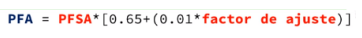 PFA = PFSA*[0.65+(0.01*factor de ajuste)]